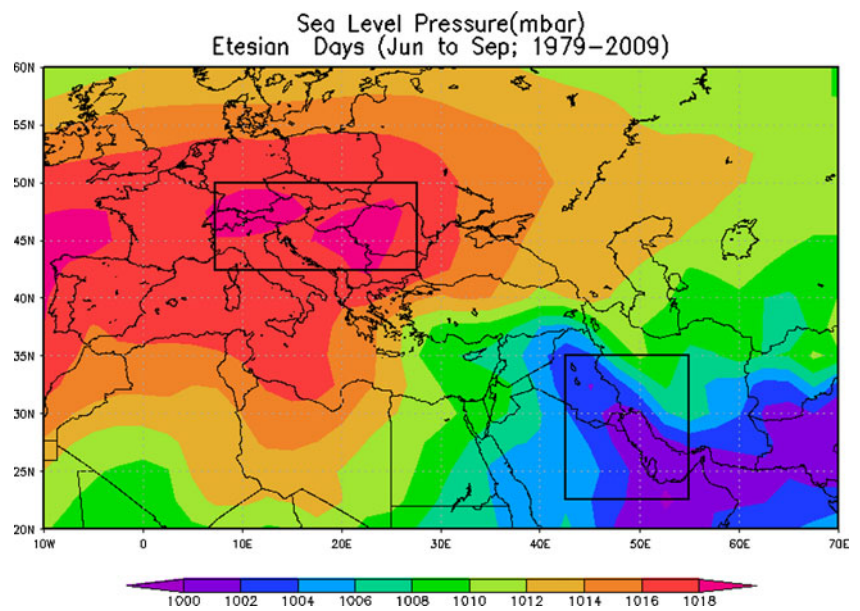 Sea Level Pressure(mbar)
Etesian Days (Jun to Sep; 1979-2009)
60N
55N
50N
45N
40N
35N
30N
25N
20N
10W 0 10E 20E 30E 40E 50E 60E 70E
1000 1002 1004 1006 1008 1010 1012 1014 1016 1018